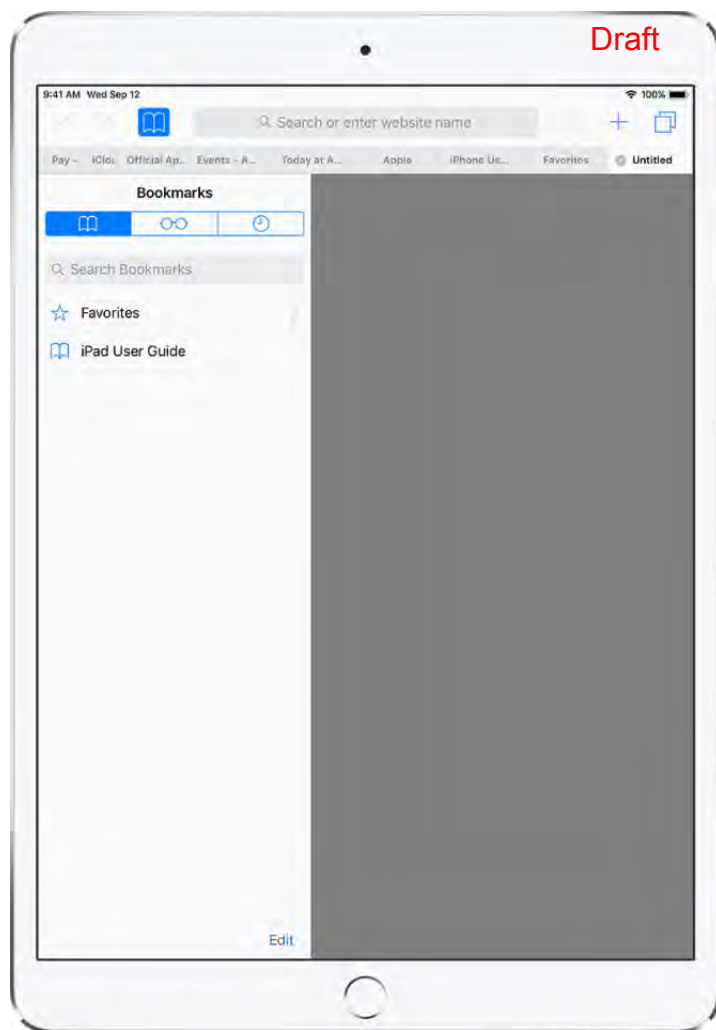 Draft
9:41 AM Wed Sep 12 100%
Search or enter website name
Pay - iClou Official Ap... Events - A... Today at A... Apple iPhone Us... Favorites Untitled
Bookmarks
Search Bookmarks
Favorites
iPad User Guide
Edit